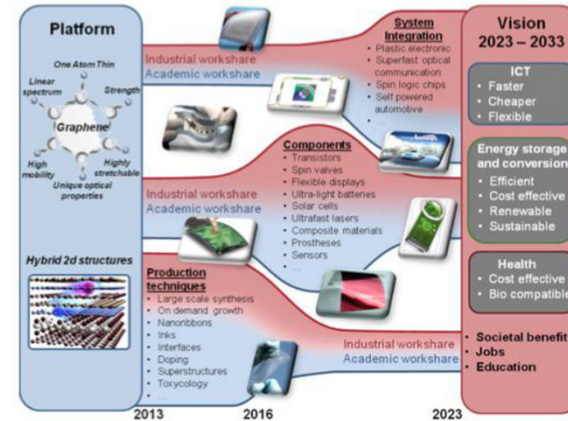 Platform
One Atom Thin
Linear
spectrum
Strength
Graphene
High
mobility
Highly
stretchable
Unique optical
properties
Hybrid 2d structures
Industrial workshare
Academic workshare
System
Integration
• Plastic electronic
• Superfast optical
communication
• Spin logic chips
• Self powered
automotive
• ...
Industrial workshare
Academic workshare
Components
• Transistors
• Spin valves
• Flexible displays
• Ultra-light batteries
• Solar cells
• Ultrafast lasers
• Composite materials
• Prostheses
• Sensors
• ...
Production
techniques
• Large scale synthesis
• On demand growth
• Nanoribbons
• Inks
• Interfaces
• Doping
• Superstructures
• Toxycology
• ...
Industrial workshare
Academic workshare
Vision
2023 – 2033
ICT
• Faster
• Cheaper
• Flexible
Energy storage
and conversion
• Efficient
• Cost effective
• Renewable
• Sustainable
Health
• Cost effective
• Bio compatible
• Societal benefit
• Jobs
• Education
2013
2016
2023